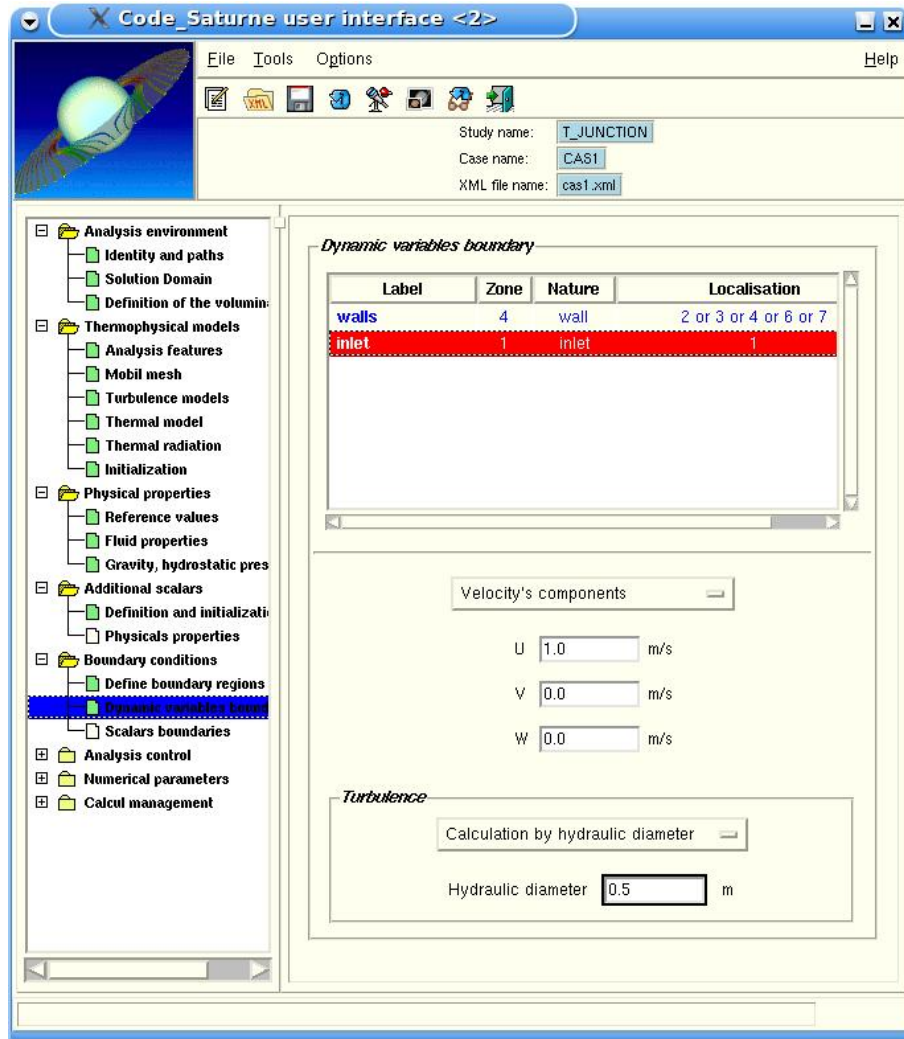 Code_Saturne user interface <2>
File Tools Options Help
XML
Study name: T_JUNCTION
Case name: CAS1
XML file name: cas1.xml
Analysis environment
Identity and paths
Solution Domain
Definition of the volumin
Thermophysical models
Analysis features
Mobil mesh
Turbulence models
Thermal model
Thermal radiation
Initialization
Physical properties
Reference values
Fluid properties
Gravity, hydrostatic pres
Additional scalars
Definition and initializati
Physicals properties
Boundary conditions
Define boundary regions
Dynamic variables bound
Scalars boundaries
Analysis control
Numerical parameters
Calcul management
Dynamic variables boundary
Label Zone Nature Localisation
walls 4 wall 2 or 3 or 4 or 6 or 7
inlet 1 inlet 1
Velocity's components
U 1.0 m/s
V 0.0 m/s
W 0.0 m/s
Turbulence
Calculation by hydraulic diameter
Hydraulic diameter 0.5 m